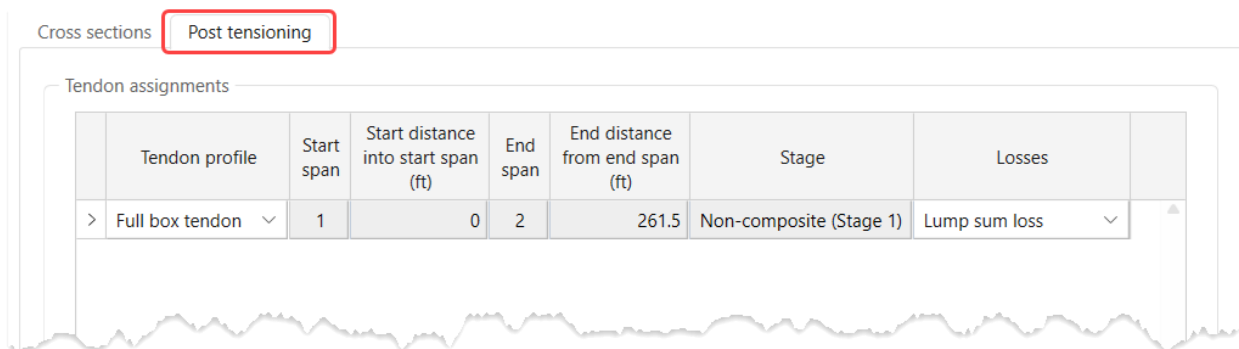 Cross sections
Post tensioning
Tendon assignments
Tendon profile
Start
span
Start distance
into start span
(ft)
End
span
End distance
from end span
(ft)
Stage
Losses
Full box tendon
1
0
2
261.5
Non-composite (Stage 1)
Lump sum loss